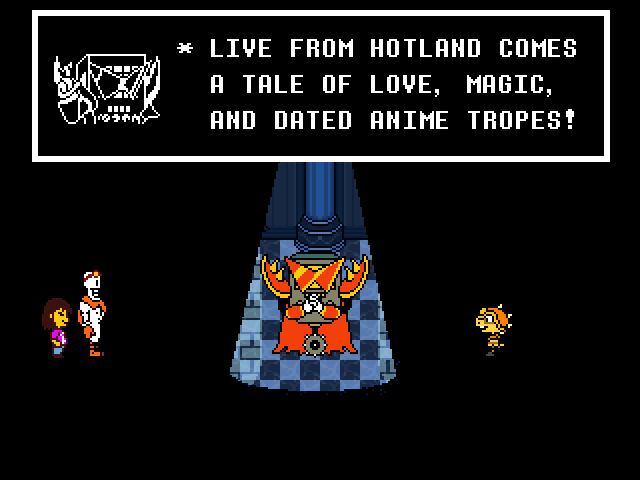 * LIVE FROM HOTLAND COMES
A TALE OF LOVE, MAGIC,
AND DATED ANIME TROPES!